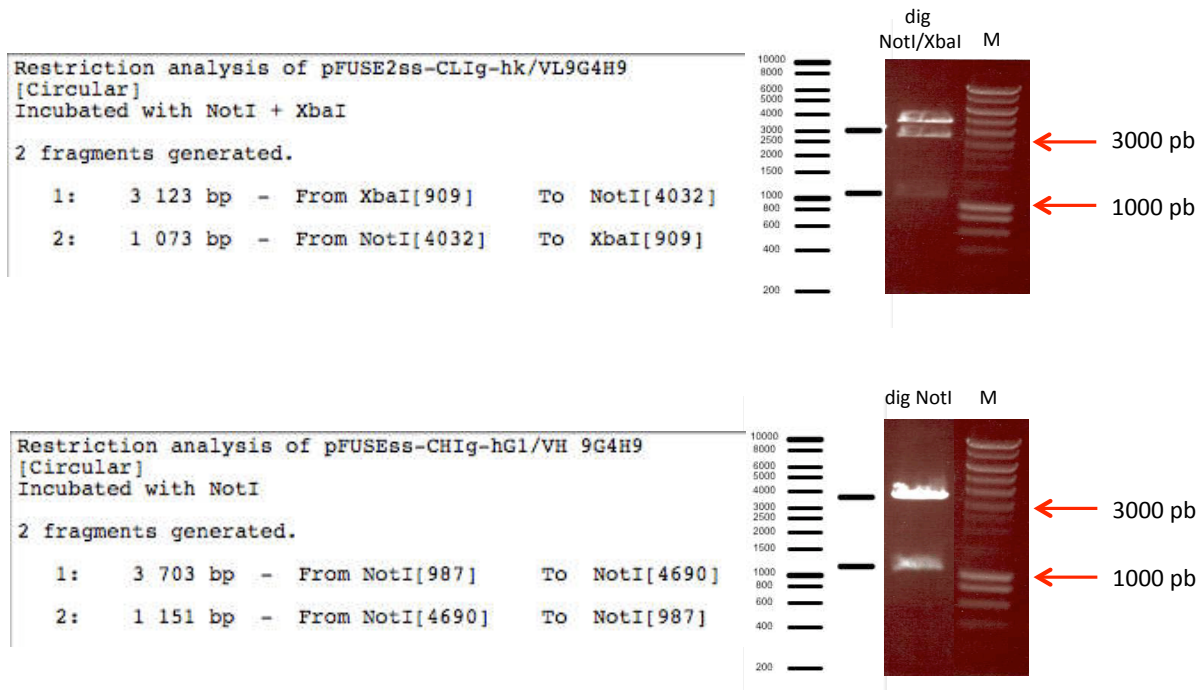 dig
NotI/XbaI M
Restriction analysis of pFUSE2ss-CLIg-hk/VL9G4H9
[Circular]
Incubated with NotI + XbaI
2 fragments generated.
1: 3 123 bp - From XbaI[909] To NotI[4032]
2: 1 073 bp - From NotI[4032] To XbaI[909]
10000
8000
6000
5000
4000
3000
2500
2000
1500
1000
800
600
400
200
3000 pb
1000 pb
dig NotI M
Restriction analysis of pFUSEss-CHIg-hG1/VH 9G4H9
[Circular]
Incubated with NotI
2 fragments generated.
1: 3 703 bp - From NotI[987] To NotI[4690]
2: 1 151 bp - From NotI[4690] To NotI[987]
10000
8000
6000
5000
4000
3000
2500
2000
1500
1000
800
600
400
200
3000 pb
1000 pb